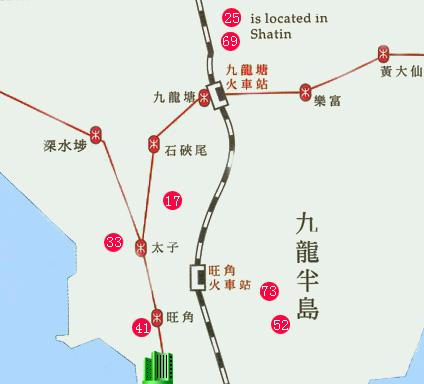 25 is located in
69 Shatin
黃大仙
九龍塘
火車站
九龍塘
樂富
深水埗
石硤尾
17
33
太子
九龍半島
旺角
火車站
73
52
41
旺角